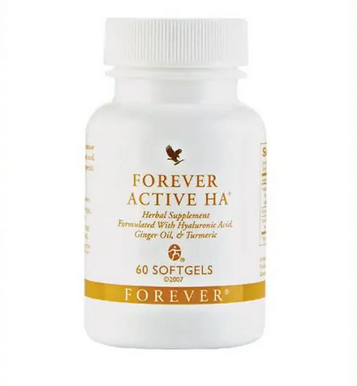 FOREVER
ACTIVE HA®
Herbal Supplement
Formulated With Hyaluronic Acid,
Ginger Oil, & Turmeric
60 SOFTGELS
©2007
FOREVER®